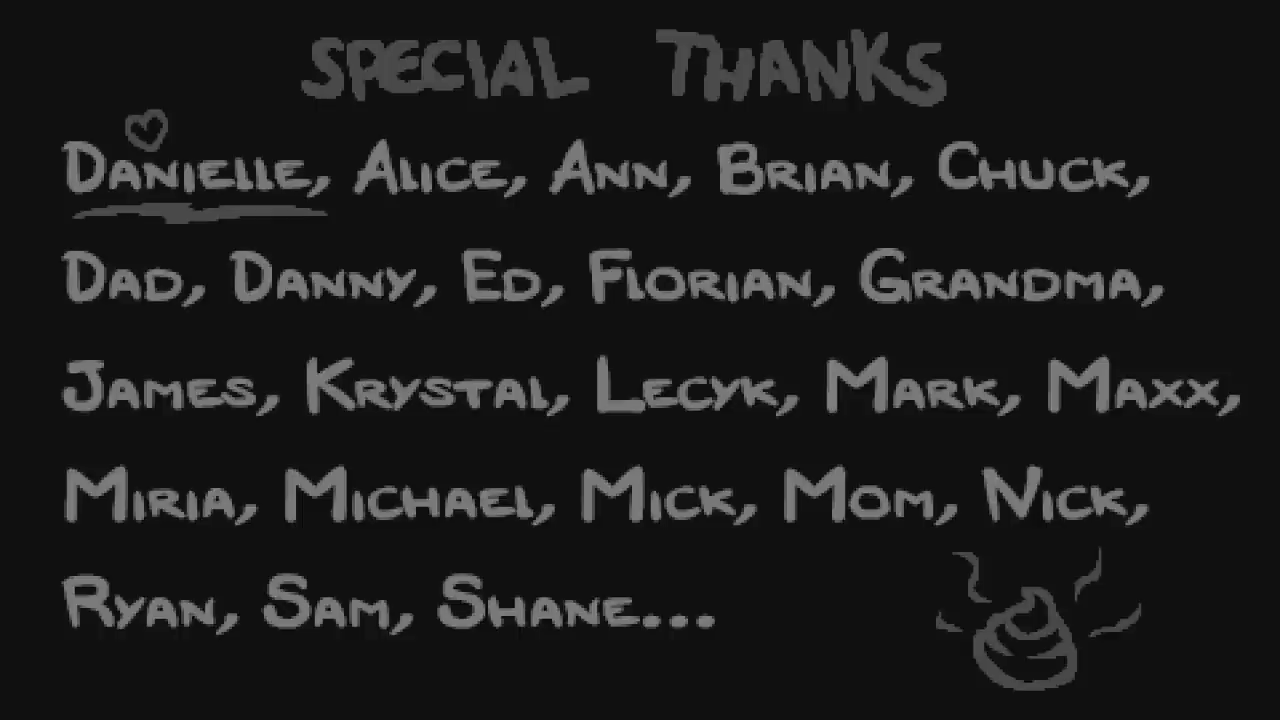 SPECIAL THANKS
DANIELLE, ALICE, ANN, BRIAN, CHUCK,
DAD, DANNY, ED, FLORIAN, GRANDMA,
JAMES, KRYSTAL, LECYK, MARK, MAXX,
MIRIA, MICHAEL, MICK, MOM, NICK,
RYAN, SAM, SHANE...